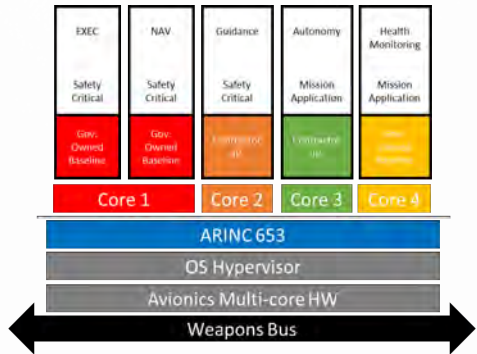 EXEC
NAV
Guidance
Autonomy
Health
Monitoring
Safety
Critical
Safety
Critical
Safety
Critical
Mission
Application
Mission
Application
Gov.
Owned
Baseline
Gov.
Owned
Baseline
Core 1
Core 2
Core 3
Core 4
ARINC 653
OS Hypervisor
Avionics Multi-core HW
Weapons Bus